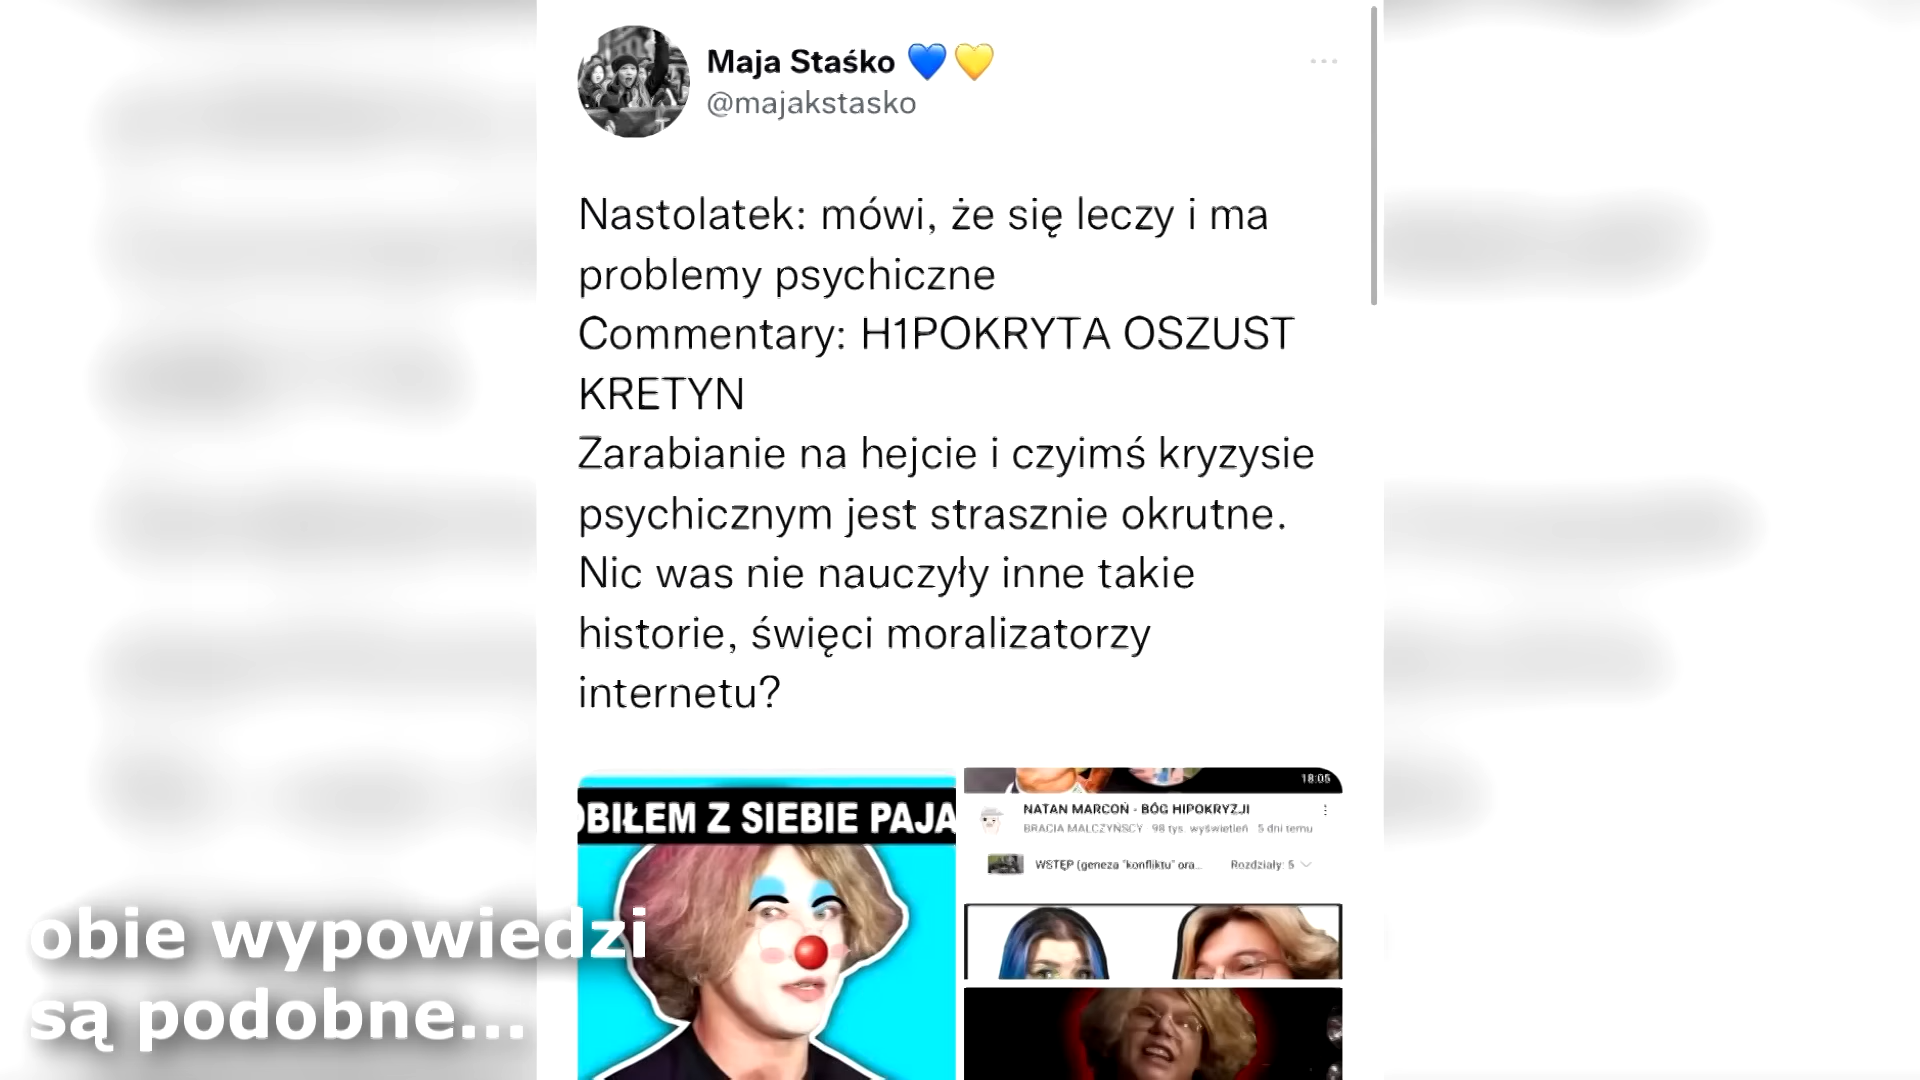 Maja Staśko 💙💛
@majakstasko
Nastolatek: mówi, że się leczy i ma
problemy psychiczne
Commentary: H1POKRYTA OSZUST
KRETYN
Zarabianie na hejcie i czyimś kryzysie
psychicznym jest strasznie okrutne.
Nic was nie nauczyły inne takie
historie, święci moralizatorzy
internetu?
OBIŁEM Z SIEBIE PAJA
18:05
NATAN MARCOŃ - BÓG HIPOKRYZJI
BRACIA MALCZYŃSCY 98 tys. wyświetleń 5 dni temu
WSTĘP (geneza "konfliktu" ora... Rozdziały: 5
obie wypowiedzi
są podobne...